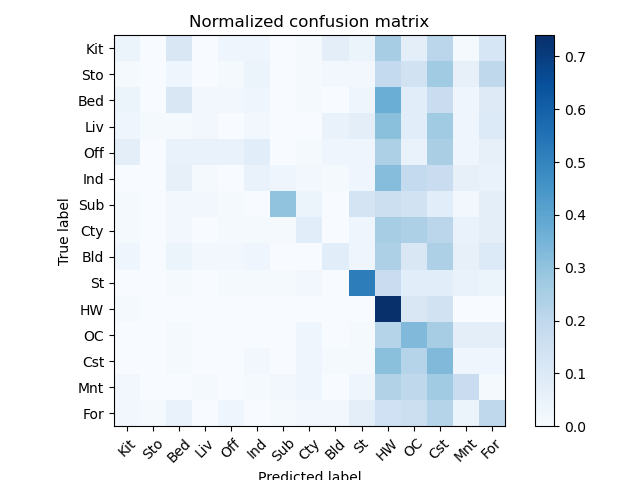 Normalized confusion matrix
True label
Kit
Sto
Bed
Liv
Off
Ind
Sub
Cty
Bld
St
HW
OC
Cst
Mnt
For
Kit Sto Bed Liv Off Ind Sub Cty Bld St HW OC Cst Mnt For
Predicted label
0.7
0.6
0.5
0.4
0.3
0.2
0.1
0.0